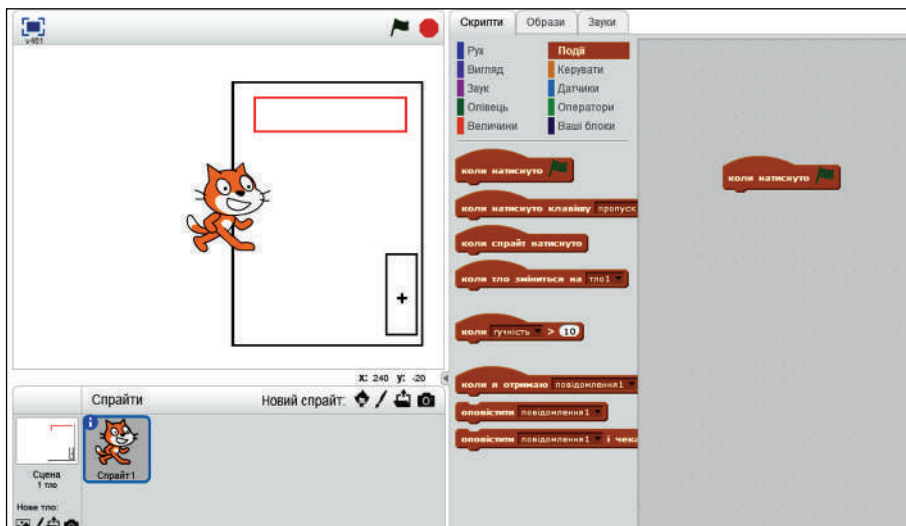 v401
Скрипти Образи Звуки
Рух Події
Вигляд Керувати
Звук Датчики
Олівець Оператори
Величини Ваші блоки
коли натиснуто
коли натиснуто клавішу пропуск
коли спрайт натиснуто
коли тло зміниться на тло1
коли гучність > 10
коли я отримаю повідомлення1
оповістити повідомлення1
оповістити повідомлення1 і чека
коли натиснуто
+
x: 240 y: -20
Спрайти Новий спрайт:
Сцена
1 тло
Спрайт1
Нове тло: